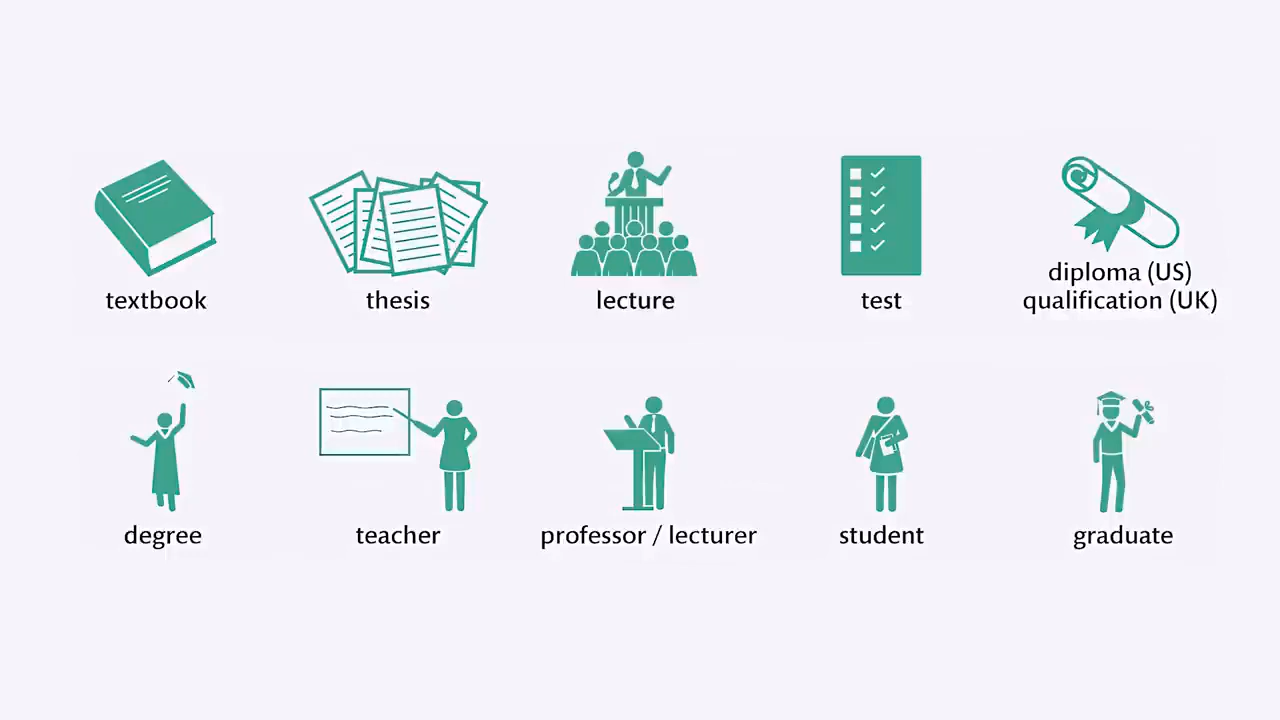 textbook
thesis
lecture
test
diploma (US)
qualification (UK)
degree
teacher
professor / lecturer
student
graduate